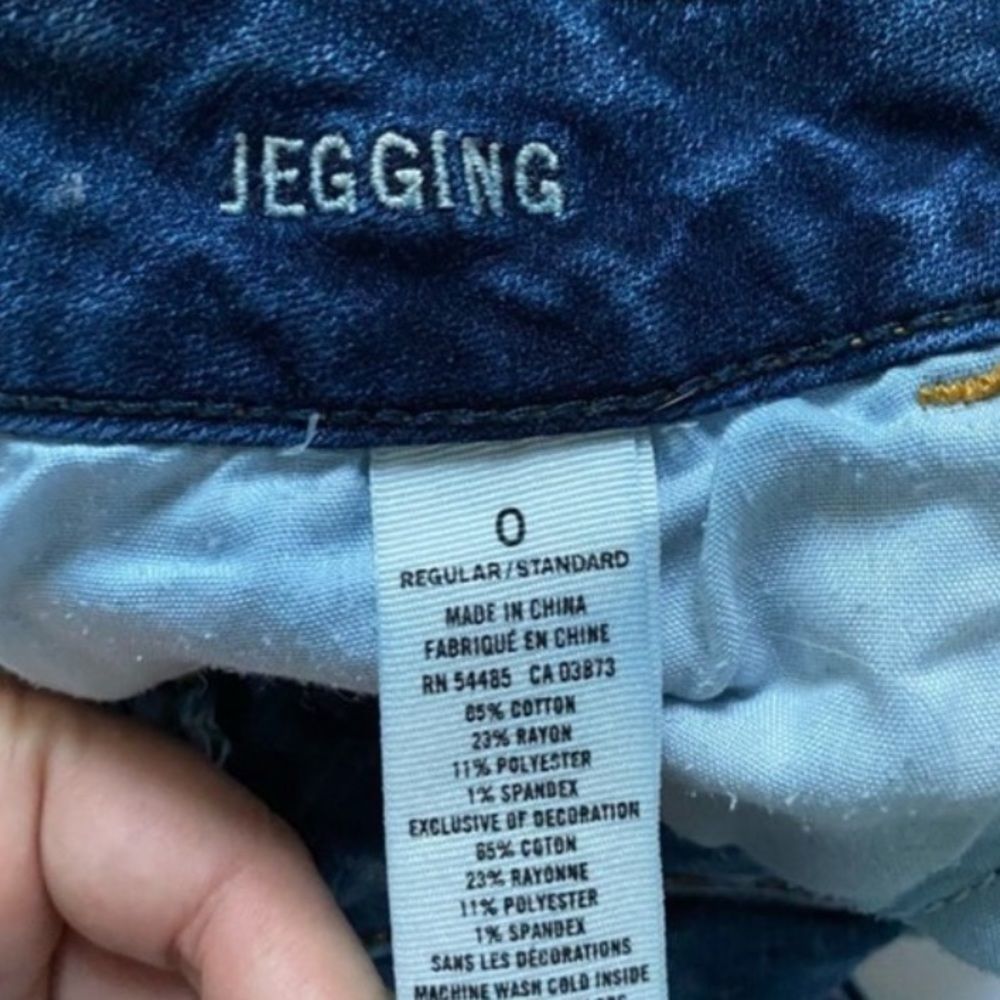 JEGGING
0
REGULAR/STANDARD
MADE IN CHINA
FABRIQUÉ EN CHINE
RN 54485 CA 03873
65% COTTON
23% RAYON
11% POLYESTER
1% SPANDEX
EXCLUSIVE OF DECORATION
65% COTON
23% RAYONNE
11% POLYESTER
1% SPANDEX
SANS LES DÉCORATIONS
MACHINE WASH COLD INSIDE